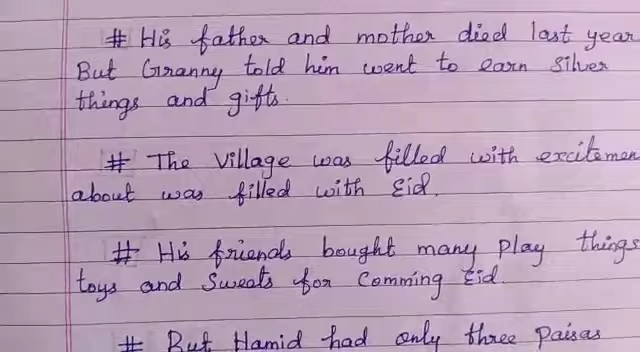 # His father and mother died last year
But Granny told him went to earn silver
things and gifts.
# The village was filled with excitemen
about was filled with Eid.
# His friends bought many play things
toys and Sweats for Comming Eid.
# But Hamid had only three Paisas